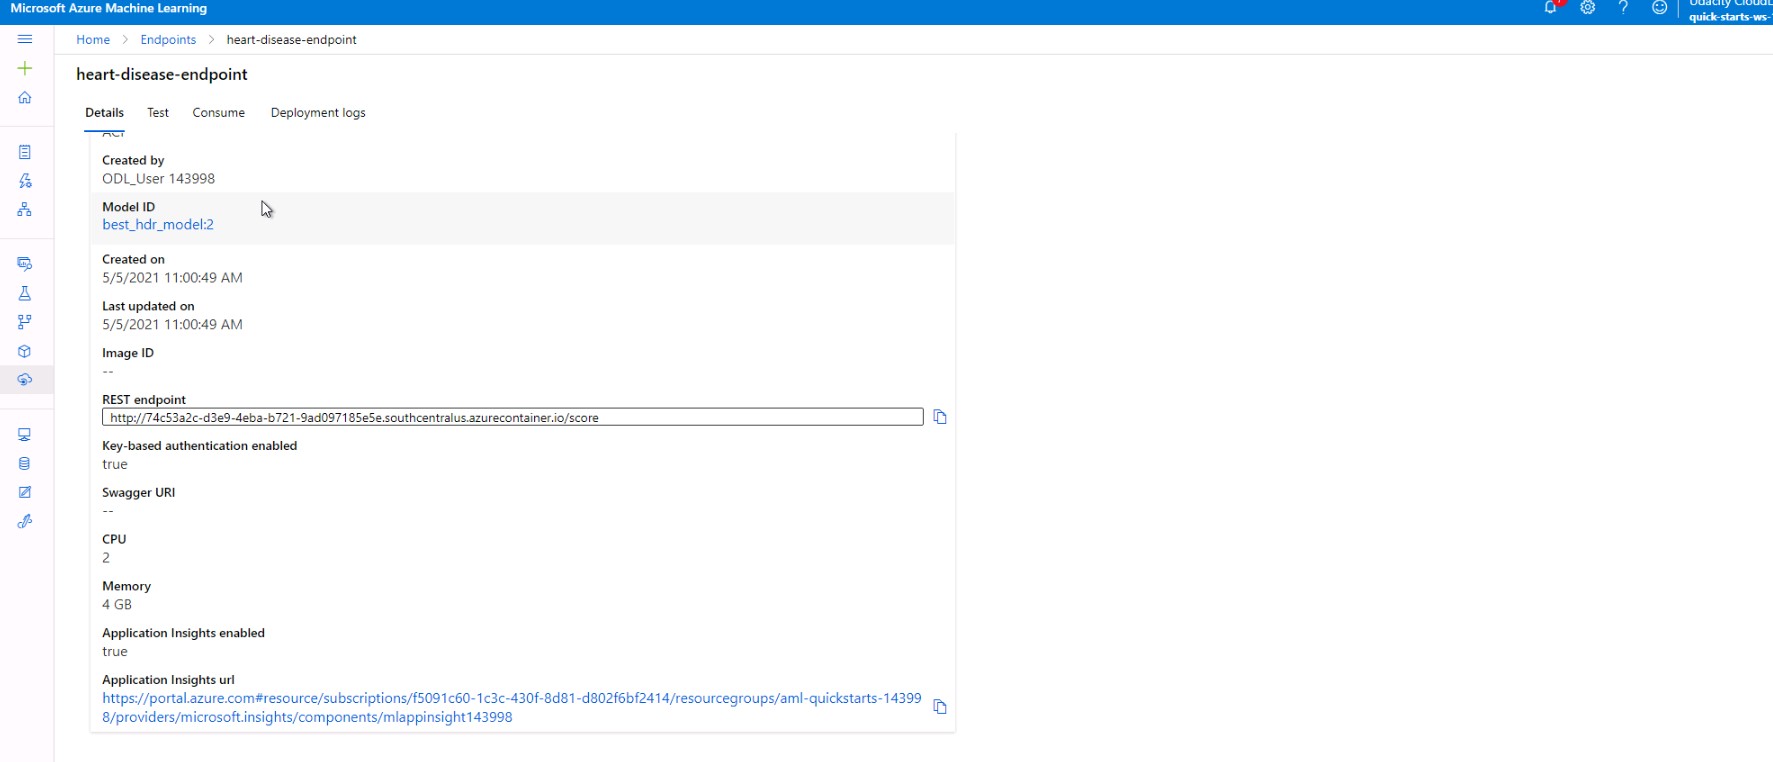 Microsoft Azure Machine Learning
Udacity CloudL
quick-starts-ws-
Home > Endpoints > heart-disease-endpoint
heart-disease-endpoint
Details Test Consume Deployment logs
ACI
Created by
ODL_User 143998
Model ID
best_hdr_model:2
Created on
5/5/2021 11:00:49 AM
Last updated on
5/5/2021 11:00:49 AM
Image ID
--
REST endpoint
http://74c53a2c-d3e9-4eba-b721-9ad097185e5e.southcentralus.azurecontainer.io/score
Key-based authentication enabled
true
Swagger URI
--
CPU
2
Memory
4 GB
Application Insights enabled
true
Application Insights url
https://portal.azure.com#resource/subscriptions/f5091c60-1c3c-430f-8d81-d802f6bf2414/resourcegroups/aml-quickstarts-14399
8/providers/microsoft.insights/components/mlappinsight143998